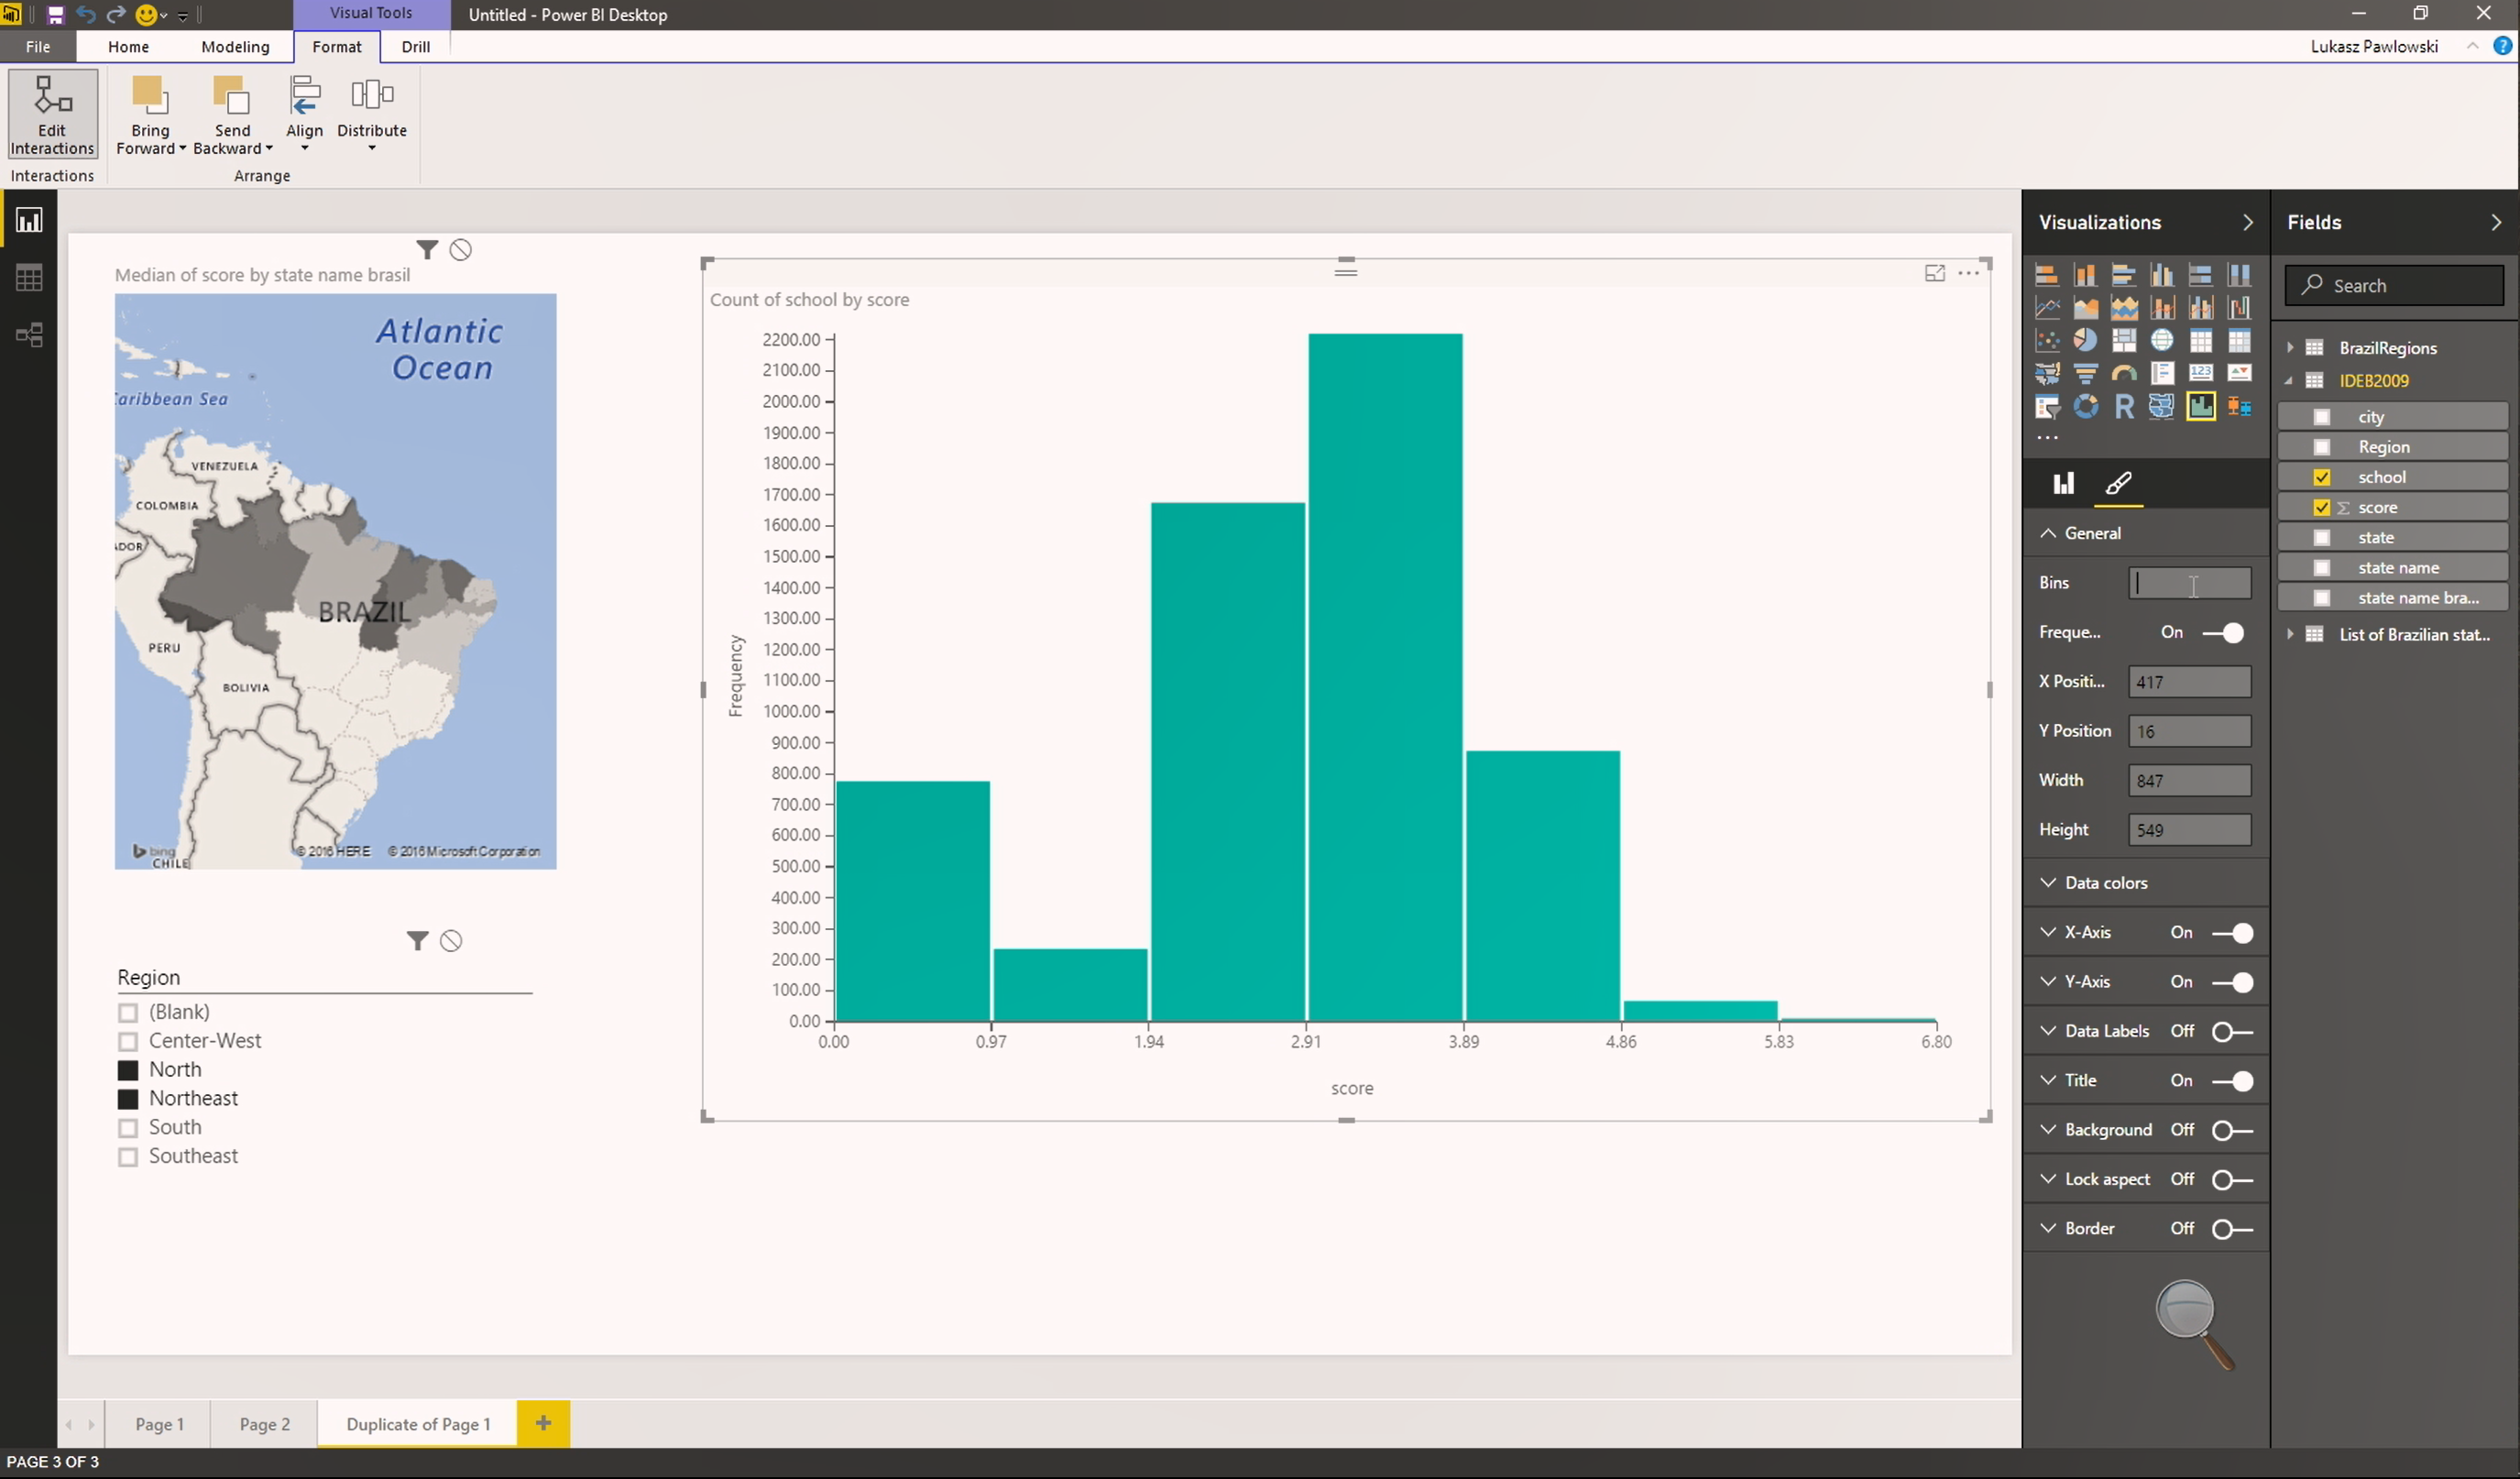 Visual Tools
Untitled - Power BI Desktop
File Home Modeling Format Drill
Lukasz Pawlowski
?
Edit Interactions
Bring Forward
Send Backward
Align
Distribute
Interactions
Arrange
Median of score by state name brasil
Atlantic
Ocean
Caribbean Sea
VENEZUELA
COLOMBIA
ADOR
BRAZIL
PERU
BOLIVIA
bing
© 2016 HERE © 2016 Microsoft Corporation
CHILE
Region
(Blank)
Center-West
North
Northeast
South
Southeast
Count of school by score
2200.00
2100.00
2000.00
1900.00
1800.00
1700.00
1600.00
1500.00
1400.00
1300.00
1200.00
1100.00
1000.00
900.00
800.00
700.00
600.00
500.00
400.00
300.00
200.00
100.00
0.00
Frequency
0.00 0.97 1.94 2.91 3.89 4.86 5.83 6.80
score
Visualizations
123
R
...
General
Bins
Freque... On
X Positi... 417
Y Position 16
Width 847
Height 549
Data colors
X-Axis On
Y-Axis On
Data Labels Off
Title On
Background Off
Lock aspect Off
Border Off
Fields
Search
BrazilRegions
IDEB2009
city
Region
school
Σ score
state
state name
state name bra...
List of Brazilian stat...
Page 1 Page 2 Duplicate of Page 1 +
PAGE 3 OF 3